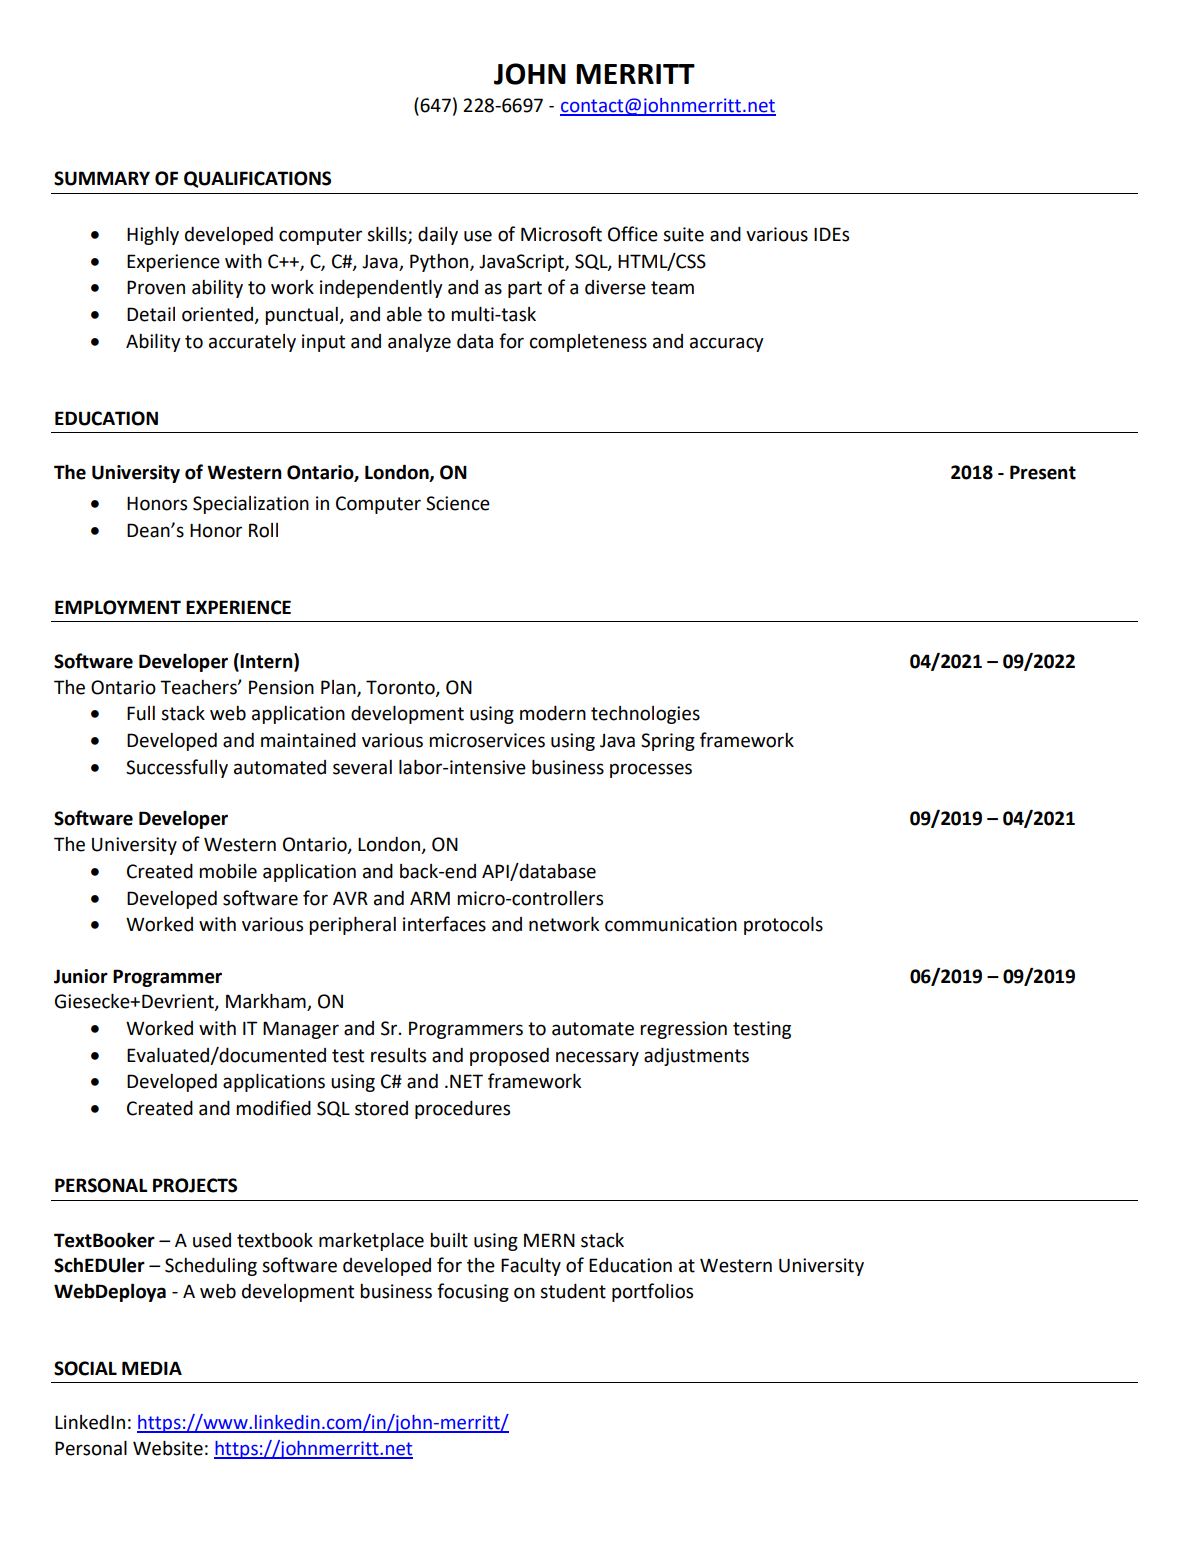 JOHN MERRITT
(647) 228-6697 - contact@johnmerritt.net
SUMMARY OF QUALIFICATIONS
• Highly developed computer skills; daily use of Microsoft Office suite and various IDEs
• Experience with C++, C, C#, Java, Python, JavaScript, SQL, HTML/CSS
• Proven ability to work independently and as part of a diverse team
• Detail oriented, punctual, and able to multi-task
• Ability to accurately input and analyze data for completeness and accuracy
EDUCATION
The University of Western Ontario, London, ON 2018 - Present
• Honors Specialization in Computer Science
• Dean’s Honor Roll
EMPLOYMENT EXPERIENCE
Software Developer (Intern) 04/2021 – 09/2022
The Ontario Teachers’ Pension Plan, Toronto, ON
• Full stack web application development using modern technologies
• Developed and maintained various microservices using Java Spring framework
• Successfully automated several labor-intensive business processes
Software Developer 09/2019 – 04/2021
The University of Western Ontario, London, ON
• Created mobile application and back-end API/database
• Developed software for AVR and ARM micro-controllers
• Worked with various peripheral interfaces and network communication protocols
Junior Programmer 06/2019 – 09/2019
Giesecke+Devrient, Markham, ON
• Worked with IT Manager and Sr. Programmers to automate regression testing
• Evaluated/documented test results and proposed necessary adjustments
• Developed applications using C# and .NET framework
• Created and modified SQL stored procedures
PERSONAL PROJECTS
TextBooker – A used textbook marketplace built using MERN stack
SchEDUler – Scheduling software developed for the Faculty of Education at Western University
WebDeploya - A web development business focusing on student portfolios
SOCIAL MEDIA
LinkedIn: https://www.linkedin.com/in/john-merritt/
Personal Website: https://johnmerritt.net